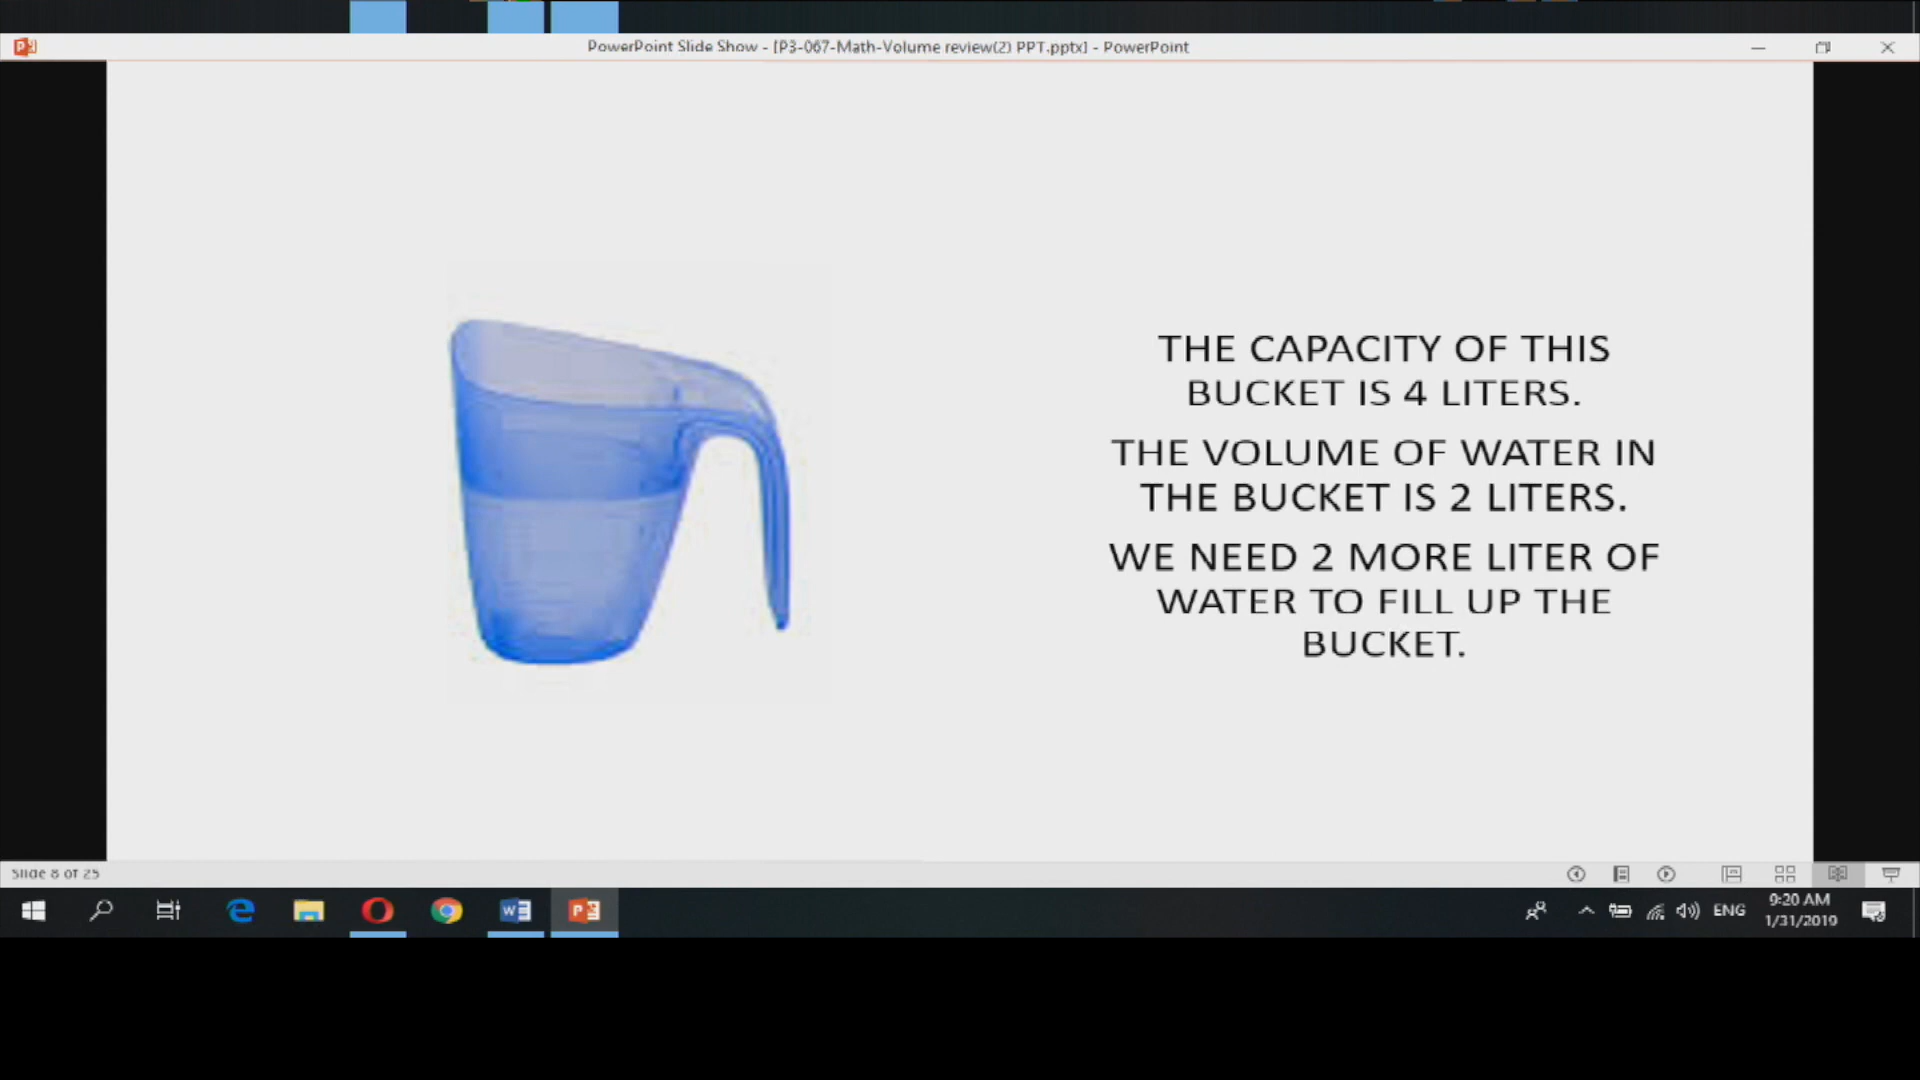 PowerPoint Slide Show - [P3-067-Math-Volume review(2) PPT.pptx] - PowerPoint
THE CAPACITY OF THIS
BUCKET IS 4 LITERS.
THE VOLUME OF WATER IN
THE BUCKET IS 2 LITERS.
WE NEED 2 MORE LITER OF
WATER TO FILL UP THE
BUCKET.
Slide 8 of 25
ENG
9:20 AM
1/31/2019